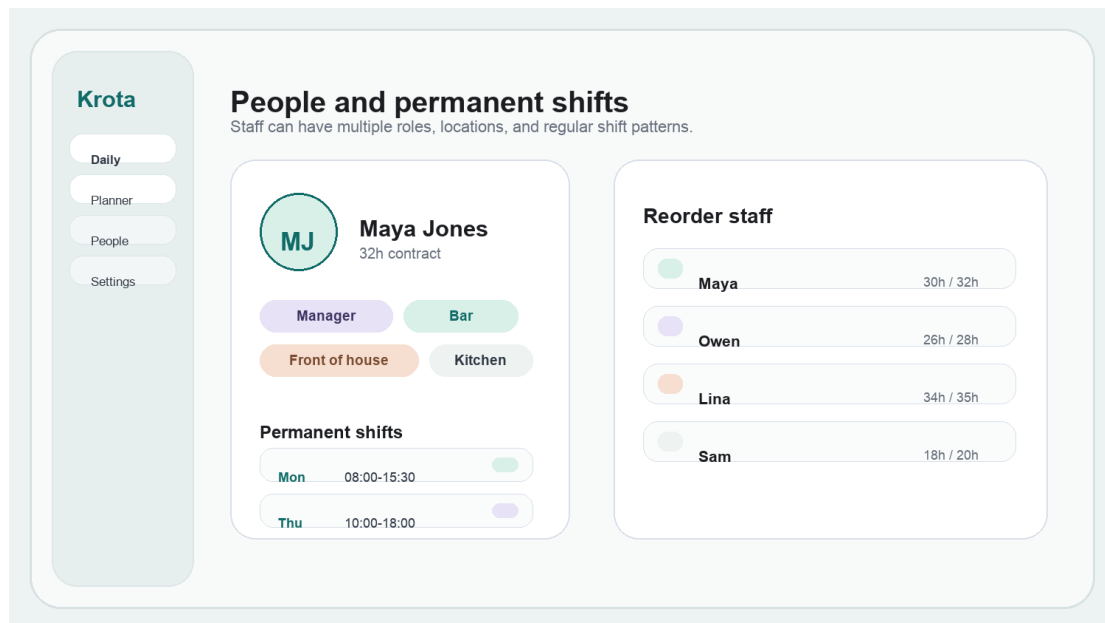 Krota
Daily
Planner
People
Settings
People and permanent shifts
Staff can have multiple roles, locations, and regular shift patterns.
MJ
Maya Jones
32h contract
Manager
Bar
Front of house
Kitchen
Permanent shifts
Mon 08:00-15:30
Thu 10:00-18:00
Reorder staff
Maya 30h / 32h
Owen 26h / 28h
Lina 34h / 35h
Sam 18h / 20h